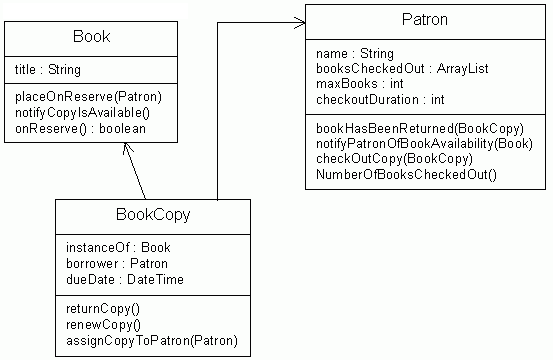 Book
title : String
placeOnReserve(Patron)
notifyCopyIsAvailable()
onReserve() : boolean
Patron
name : String
booksCheckedOut : ArrayList
maxBooks : int
checkoutDuration : int
bookHasBeenReturned(BookCopy)
notifyPatronOfBookAvailability(Book)
checkOutCopy(BookCopy)
NumberOfBooksCheckedOut()
BookCopy
instanceOf : Book
borrower : Patron
dueDate : DateTime
returnCopy()
renewCopy()
assignCopyToPatron(Patron)